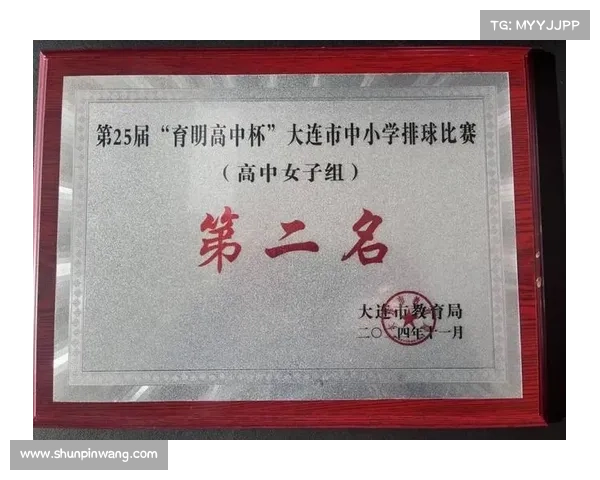 TG: MYYJJPP
第25届“育明高中杯”大连市中小学排球比赛
（高中女子组）
第二名
大连市教育局
二〇一四年十一月
www.shunpinwang.com